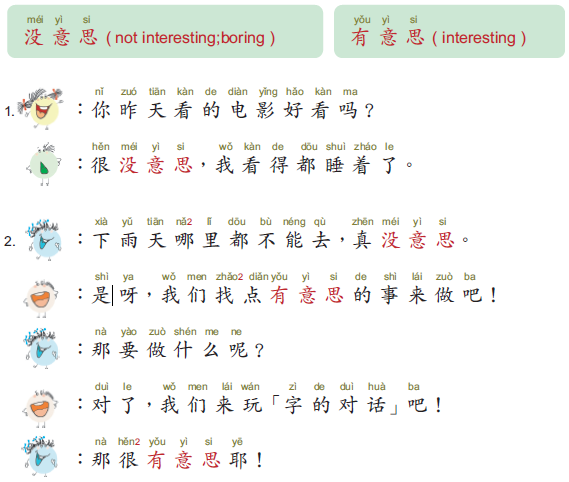 méi yì si yǒu yì si
没意思 ( not interesting;boring ) 有意思 ( interesting )
nǐ zuó tiān kàn de diàn yǐng hǎo kàn ma
1. ：你昨天看的电影好看吗？
hěn méi yì si wǒ kàn de dōu shuì zháo le
：很没意思，我看得都睡着了。
xià yǔ tiān nǎ2 lǐ dōu bù néng qù zhēn méi yì si
2. ：下雨天哪里都不能去，真没意思。
shì ya wǒ men zhǎo2 diǎn yǒu yì si de shì lái zuò ba
：是呀，我们找点有意思的事来做吧！
nà yào zuò shén me ne
：那要做什么呢？
duì le wǒ men lái wán zì de duì huà ba
：对了，我们来玩「字的对话」吧！
nà hěn2 yǒu yì si yē
：那很有意思耶！